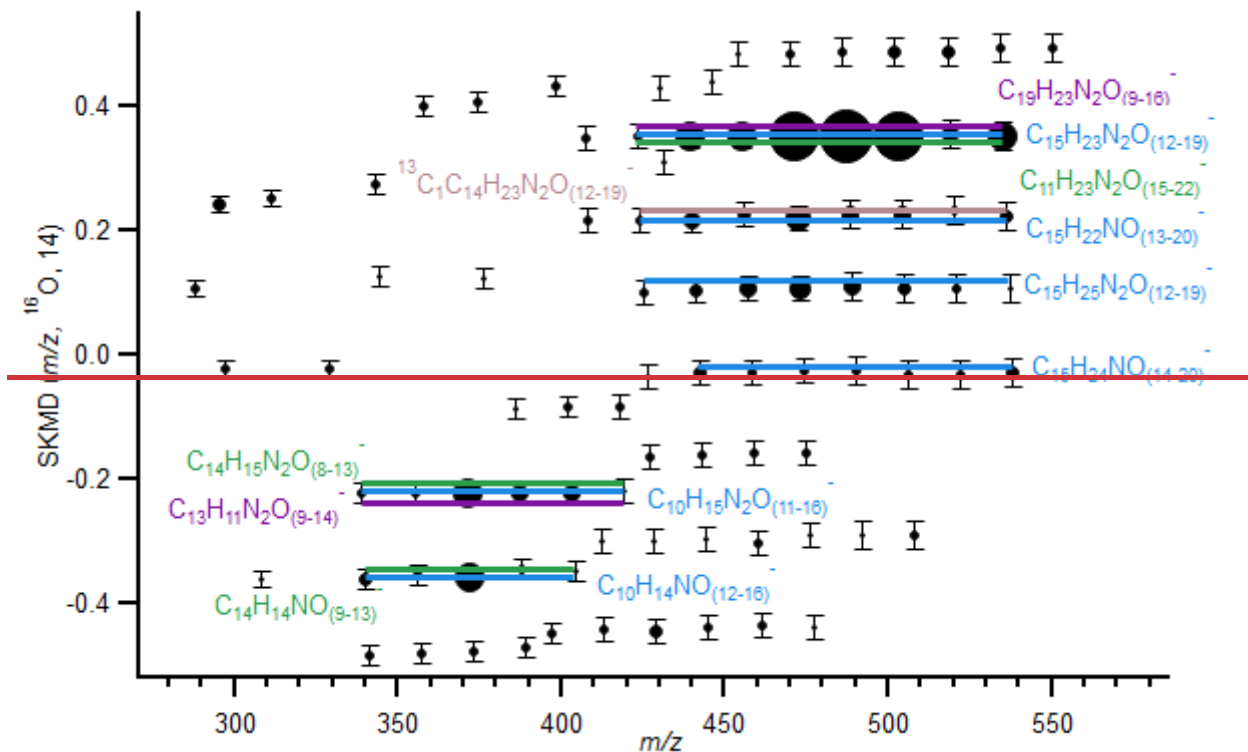 0.4
0.2
0.0
-0.2
-0.4
300
350
400
450
500
550
SKMD (m/z, ¹⁶O, 14)
m/z
C₁₉H₂₃N₂O₍₉₋₁₆₎⁻
C₁₅H₂₃N₂O₍₁₂₋₁₉₎⁻
¹³C₁C₁₄H₂₃N₂O₍₁₂₋₁₉₎⁻
C₁₁H₂₃N₂O₍₁₅₋₂₂₎⁻
C₁₅H₂₂NO₍₁₃₋₂₀₎⁻
C₁₅H₂₅N₂O₍₁₂₋₁₉₎⁻
C₁₅H₂₄NO₍₁₄₋₂₀₎⁻
C₁₄H₁₅N₂O₍₈₋₁₃₎⁻
C₁₃H₁₁N₂O₍₉₋₁₄₎⁻
C₁₀H₁₅N₂O₍₁₁₋₁₆₎⁻
C₁₄H₁₄NO₍₉₋₁₃₎⁻
C₁₀H₁₄NO₍₁₂₋₁₆₎⁻